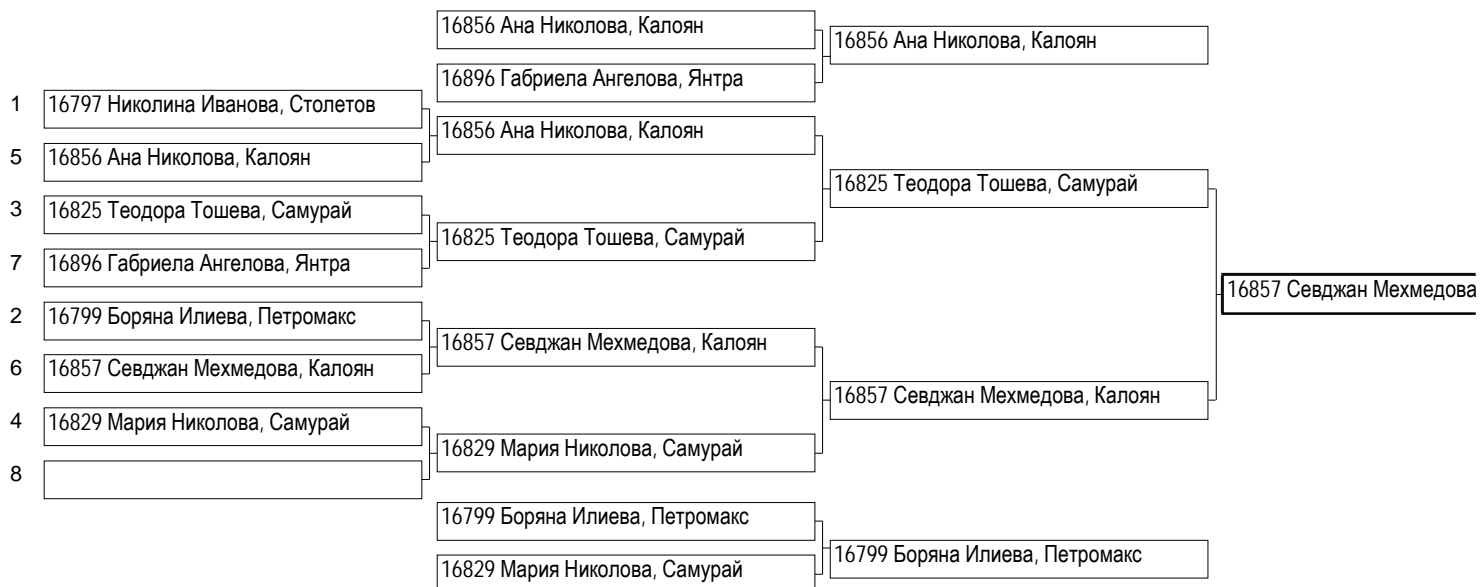 16856 Ана Николова, Калоян
16856 Ана Николова, Калоян
16896 Габриела Ангелова, Янтра
1 16797 Николина Иванова, Столетов
16856 Ана Николова, Калоян
5 16856 Ана Николова, Калоян
16825 Теодора Тошева, Самурай
3 16825 Теодора Тошева, Самурай
16825 Теодора Тошева, Самурай
7 16896 Габриела Ангелова, Янтра
16857 Севджан Мехмедова
2 16799 Боряна Илиева, Петромакс
16857 Севджан Мехмедова, Калоян
6 16857 Севджан Мехмедова, Калоян
16857 Севджан Мехмедова, Калоян
4 16829 Мария Николова, Самурай
16829 Мария Николова, Самурай
8
16799 Боряна Илиева, Петромакс
16799 Боряна Илиева, Петромакс
16829 Мария Николова, Самурай